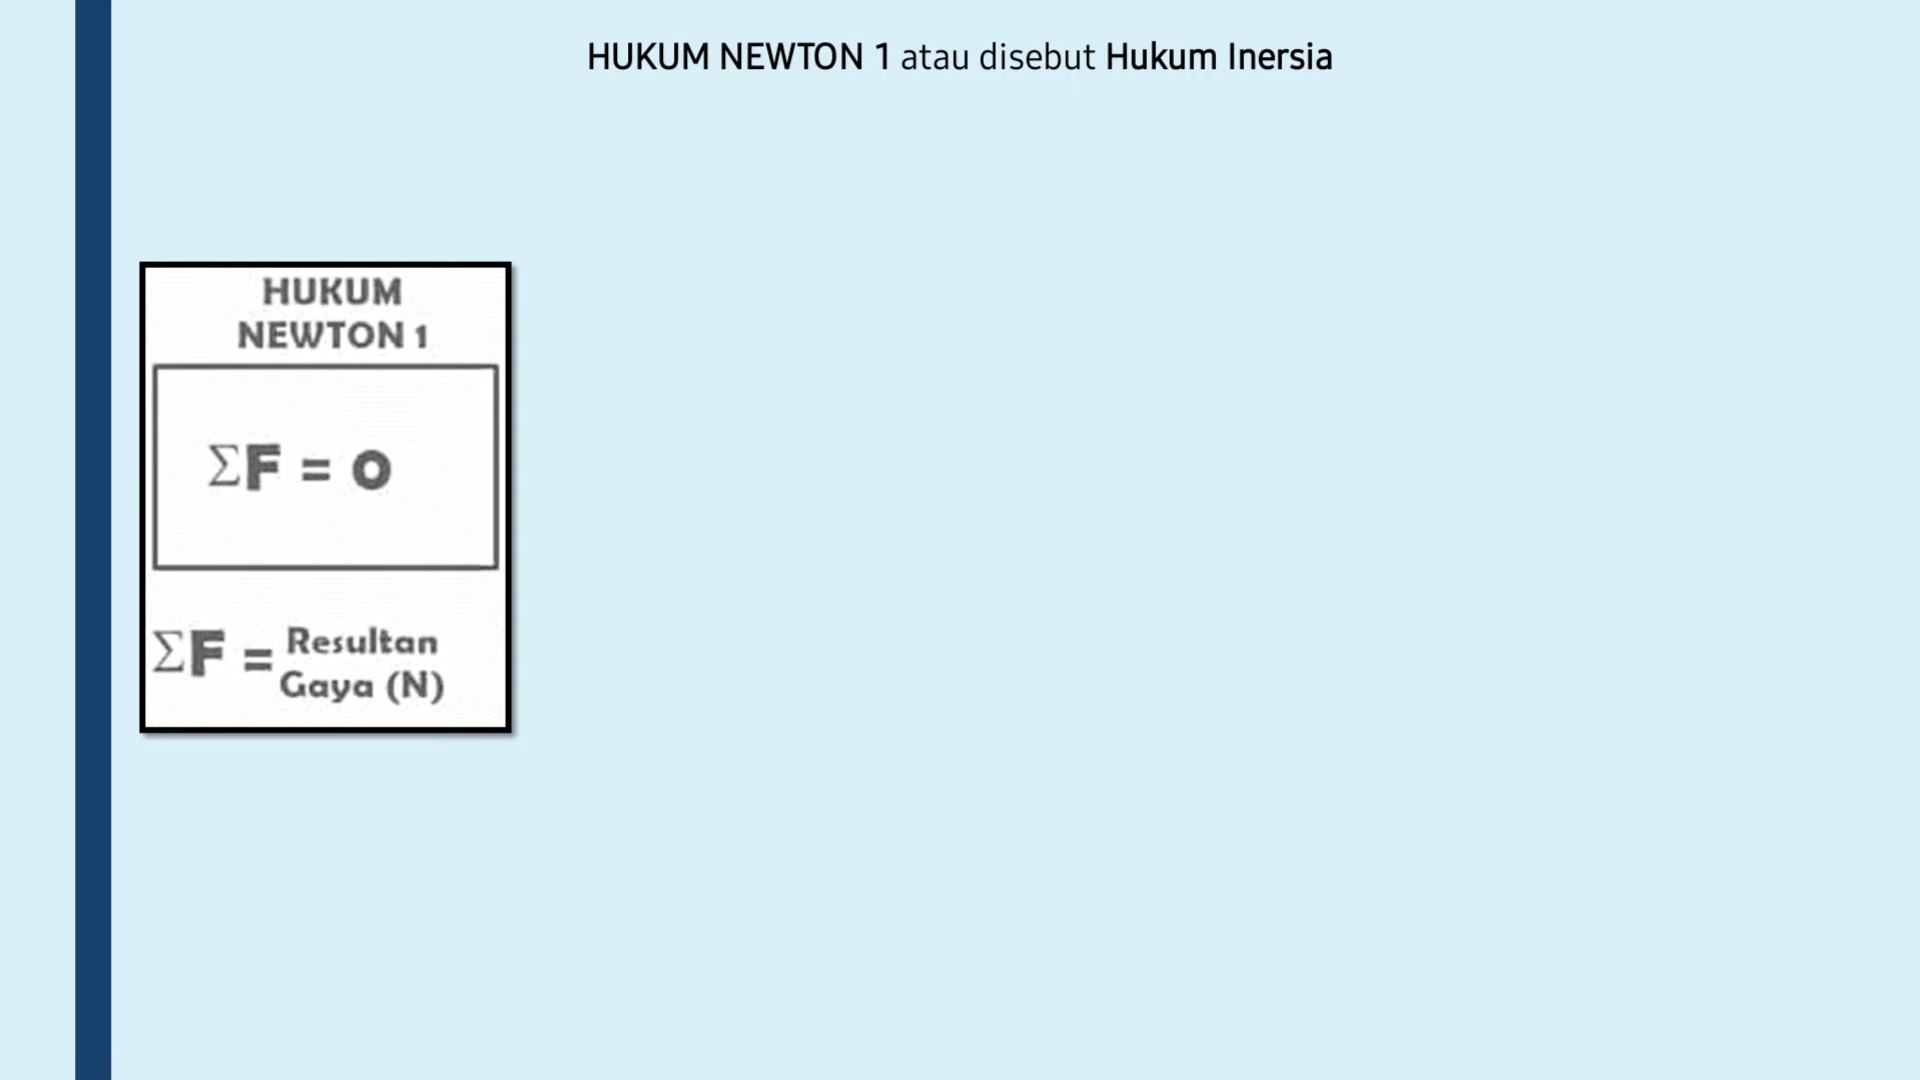 HUKUM NEWTON 1 atau disebut Hukum Inersia
HUKUM
NEWTON 1
ΣF = 0
ΣF = Resultan
Gaya (N)